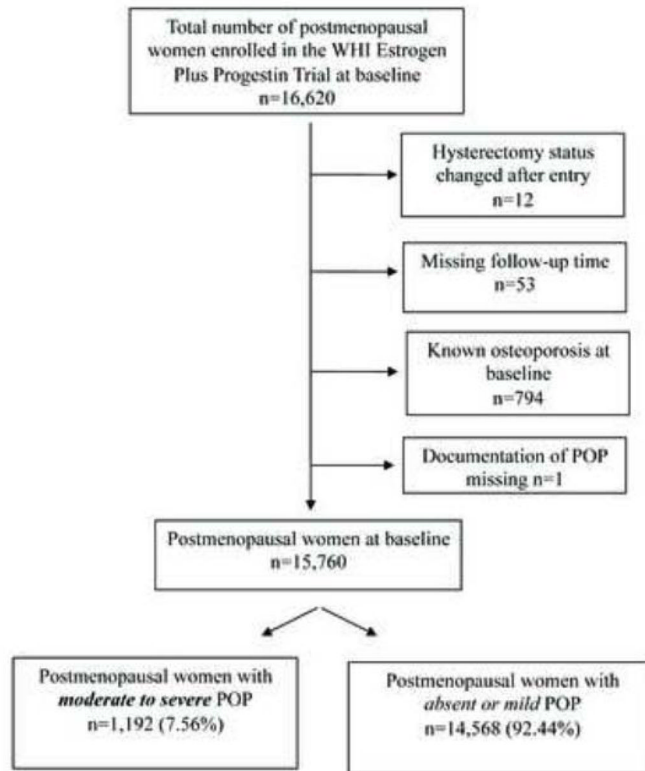 Total number of postmenopausal
women enrolled in the WHI Estrogen
Plus Progestin Trial at baseline
n=16,620
Hysterectomy status
changed after entry
n=12
Missing follow-up time
n=53
Known osteoporosis at
baseline
n=794
Documentation of POP
missing n=1
Postmenopausal women at baseline
n=15,760
Postmenopausal women with
moderate to severe POP
n=1,192 (7.56%)
Postmenopausal women with
absent or mild POP
n=14,568 (92.44%)